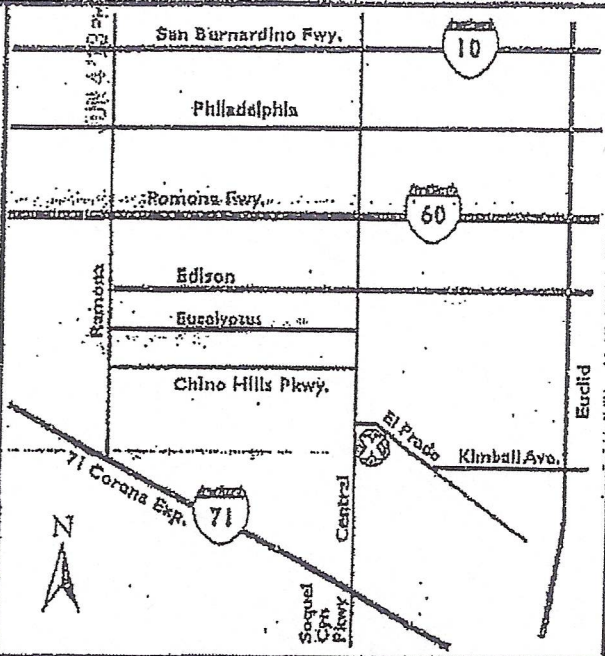 San Burnardino Fwy.
10
Philadelphia
Romona Fwy.
60
Edison
Ramona
Eucalyptus
Chino Hills Pkwy.
Euclid
El Prado
Kimball Ave.
71 Corona Exp.
71
Central
N
Soquel
Cyn
Pkwy